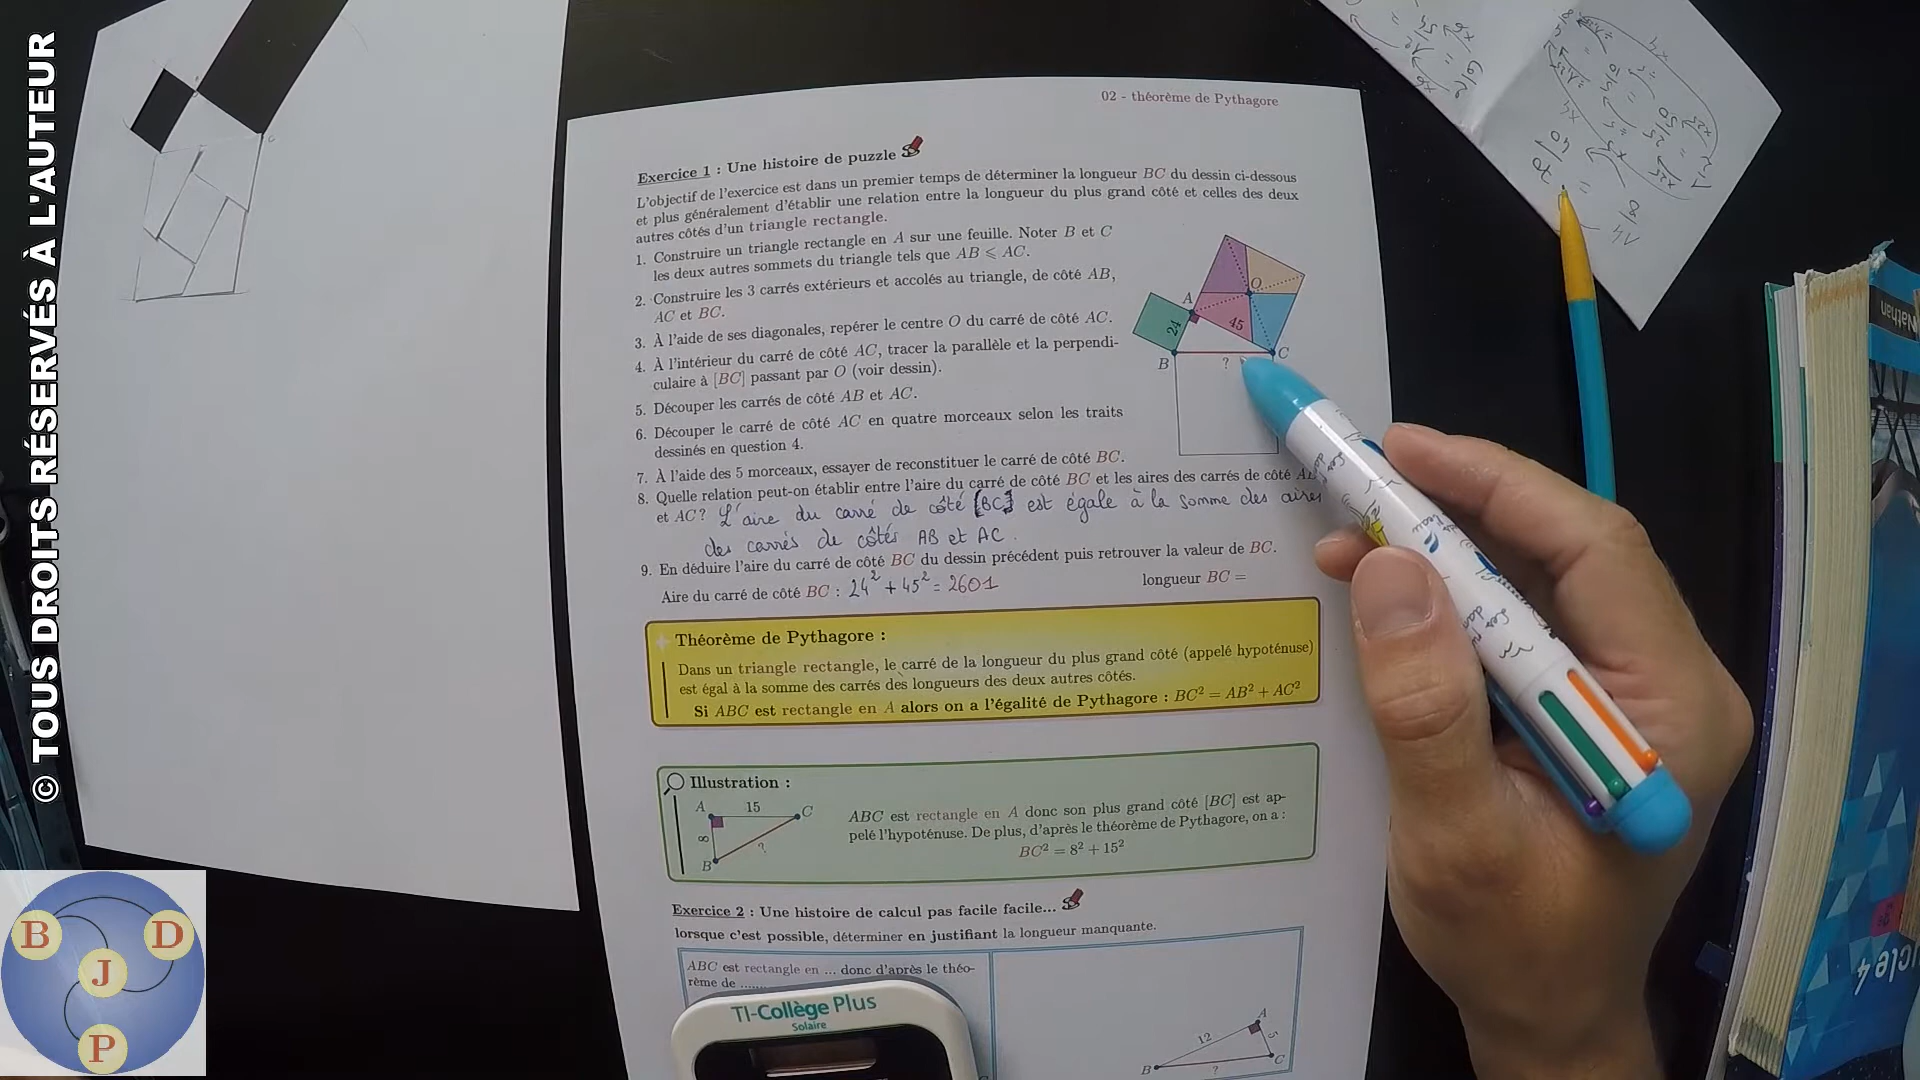 © TOUS DROITS RÉSERVÉS À L'AUTEUR
02 - théorème de Pythagore
Exercice 1 : Une histoire de puzzle
L'objectif de l'exercice est dans un premier temps de déterminer la longueur BC du dessin ci-dessous
et plus généralement d'établir une relation entre la longueur du plus grand côté et celles des deux
autres côtés d'un triangle rectangle.
1. Construire un triangle rectangle en A sur une feuille. Noter B et C
les deux autres sommets du triangle tels que AB ⩽ AC.
2. Construire les 3 carrés extérieurs et accolés au triangle, de côté AB,
AC et BC.
3. À l'aide de ses diagonales, repérer le centre O du carré de côté AC.
4. À l'intérieur du carré de côté AC, tracer la parallèle et la perpendi-
culaire à [BC] passant par O (voir dessin).
5. Découper les carrés de côté AB et AC.
6. Découper le carré de côté AC en quatre morceaux selon les traits
dessinés en question 4.
7. À l'aide des 5 morceaux, essayer de reconstituer le carré de côté BC.
A
O
24
45
B
?
C
8. Quelle relation peut-on établir entre l'aire du carré de côté BC et les aires des carrés de côté
et AC ? L'aire du carré de côté [BC] est égale à la somme des aires
des carrés de côtés AB et AC.
9. En déduire l'aire du carré de côté BC du dessin précédent puis retrouver la valeur de BC.
Aire du carré de côté BC : 24² + 45² = 2601 longueur BC =
Théorème de Pythagore :
Dans un triangle rectangle, le carré de la longueur du plus grand côté (appelé hypoténuse)
est égal à la somme des carrés des longueurs des deux autres côtés.
Si ABC est rectangle en A alors on a l'égalité de Pythagore : BC² = AB² + AC²
Illustration :
A 15 C
8
?
B
ABC est rectangle en A donc son plus grand côté [BC] est ap-
pelé l'hypoténuse. De plus, d'après le théorème de Pythagore, on a :
BC² = 8² + 15²
Exercice 2 : Une histoire de calcul pas facile facile...
lorsque c'est possible, déterminer en justifiant la longueur manquante.
ABC est rectangle en ... donc d'après le théo-
rème de .......
A
12
5
C
B
?
TI-Collège Plus
Solaire
Nathan
cycle 4
B D
J
P